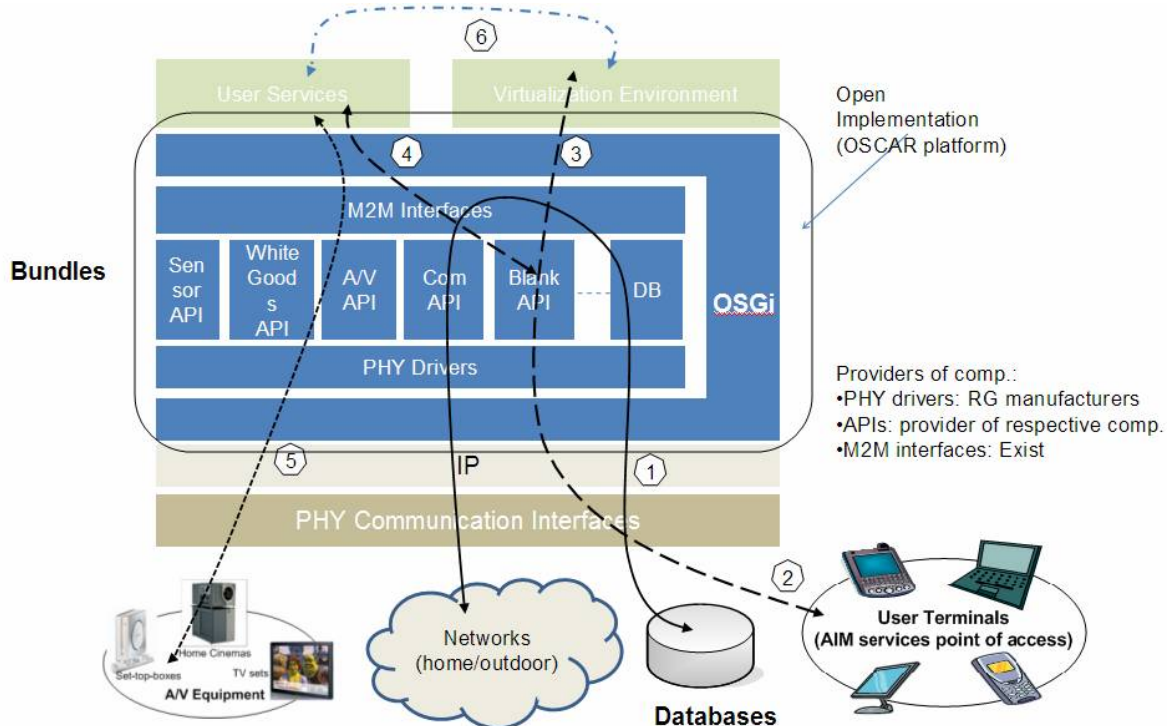 6
User Services
Virtualization Environment
Open
Implementation
(OSCAR platform)
4
3
M2M Interfaces
Bundles
Sen
sor
API
White
Good
s
API
A/V
API
Com
API
Blank
API
DB
OSGi
PHY Drivers
Providers of comp.:
•PHY drivers: RG manufacturers
•APIs: provider of respective comp.
•M2M interfaces: Exist
5
IP
1
PHY Communication Interfaces
2
Home Cinemas
Set-top-boxes
TV sets
A/V Equipment
Networks
(home/outdoor)
Databases
User Terminals
(AIM services point of access)